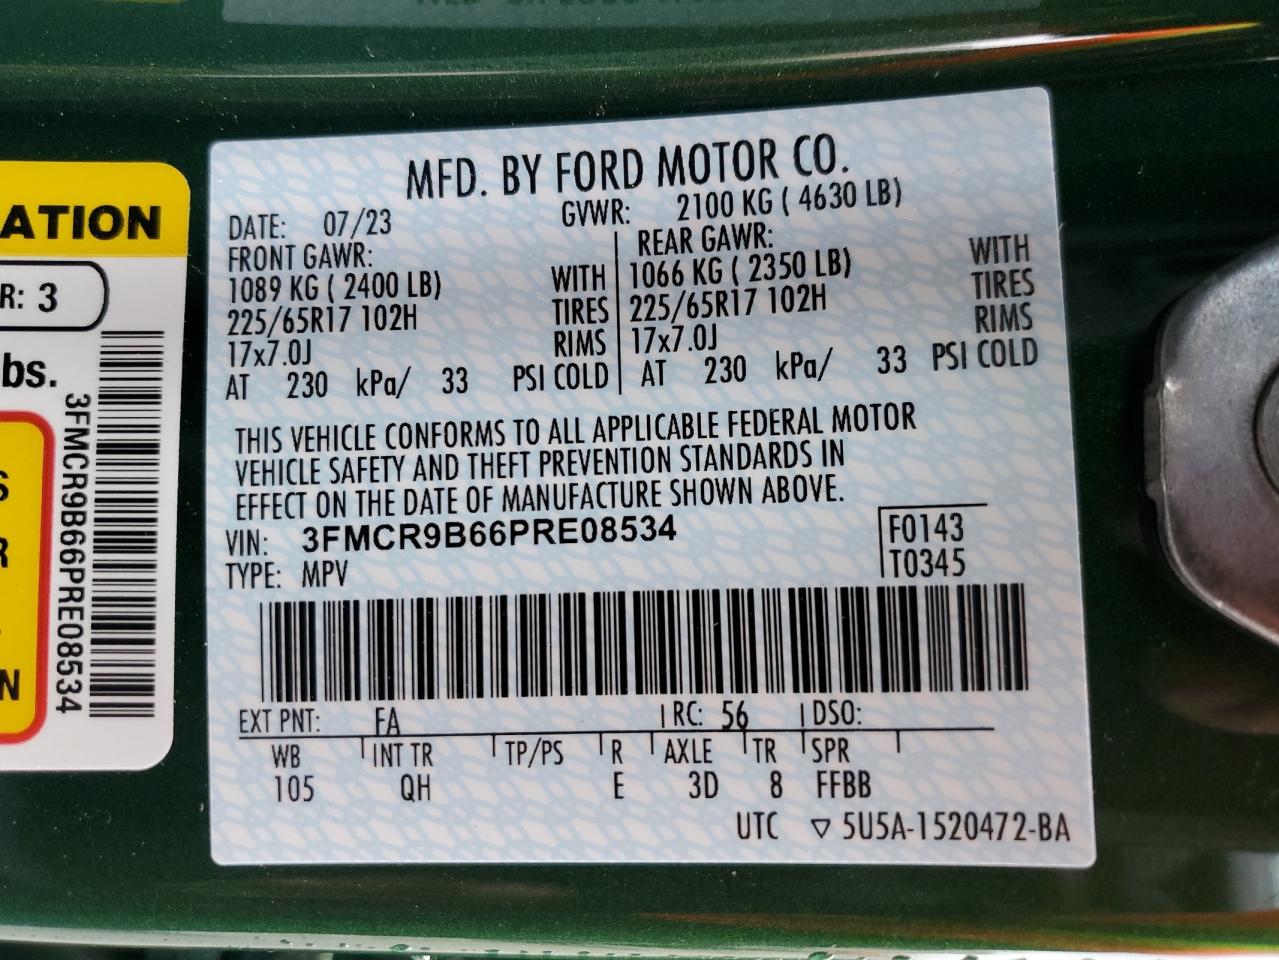 ATION
R: 3
bs.
3FMCR9B66PRE08534
S
R
N
MFD. BY FORD MOTOR CO.
DATE: 07/23 GVWR: 2100 KG ( 4630 LB)
FRONT GAWR: REAR GAWR:
1089 KG ( 2400 LB) WITH 1066 KG ( 2350 LB) WITH
225/65R17 102H TIRES 225/65R17 102H TIRES
17x7.0J RIMS 17x7.0J RIMS
AT 230 kPa/ 33 PSI COLD AT 230 kPa/ 33 PSI COLD
THIS VEHICLE CONFORMS TO ALL APPLICABLE FEDERAL MOTOR
VEHICLE SAFETY AND THEFT PREVENTION STANDARDS IN
EFFECT ON THE DATE OF MANUFACTURE SHOWN ABOVE.
VIN: 3FMCR9B66PRE08534 F0143
TYPE: MPV T0345
EXT PNT: FA RC: 56 DSO:
WB INT TR TP/PS R AXLE TR SPR
105 QH E 3D 8 FFBB
UTC ▽ 5U5A-1520472-BA